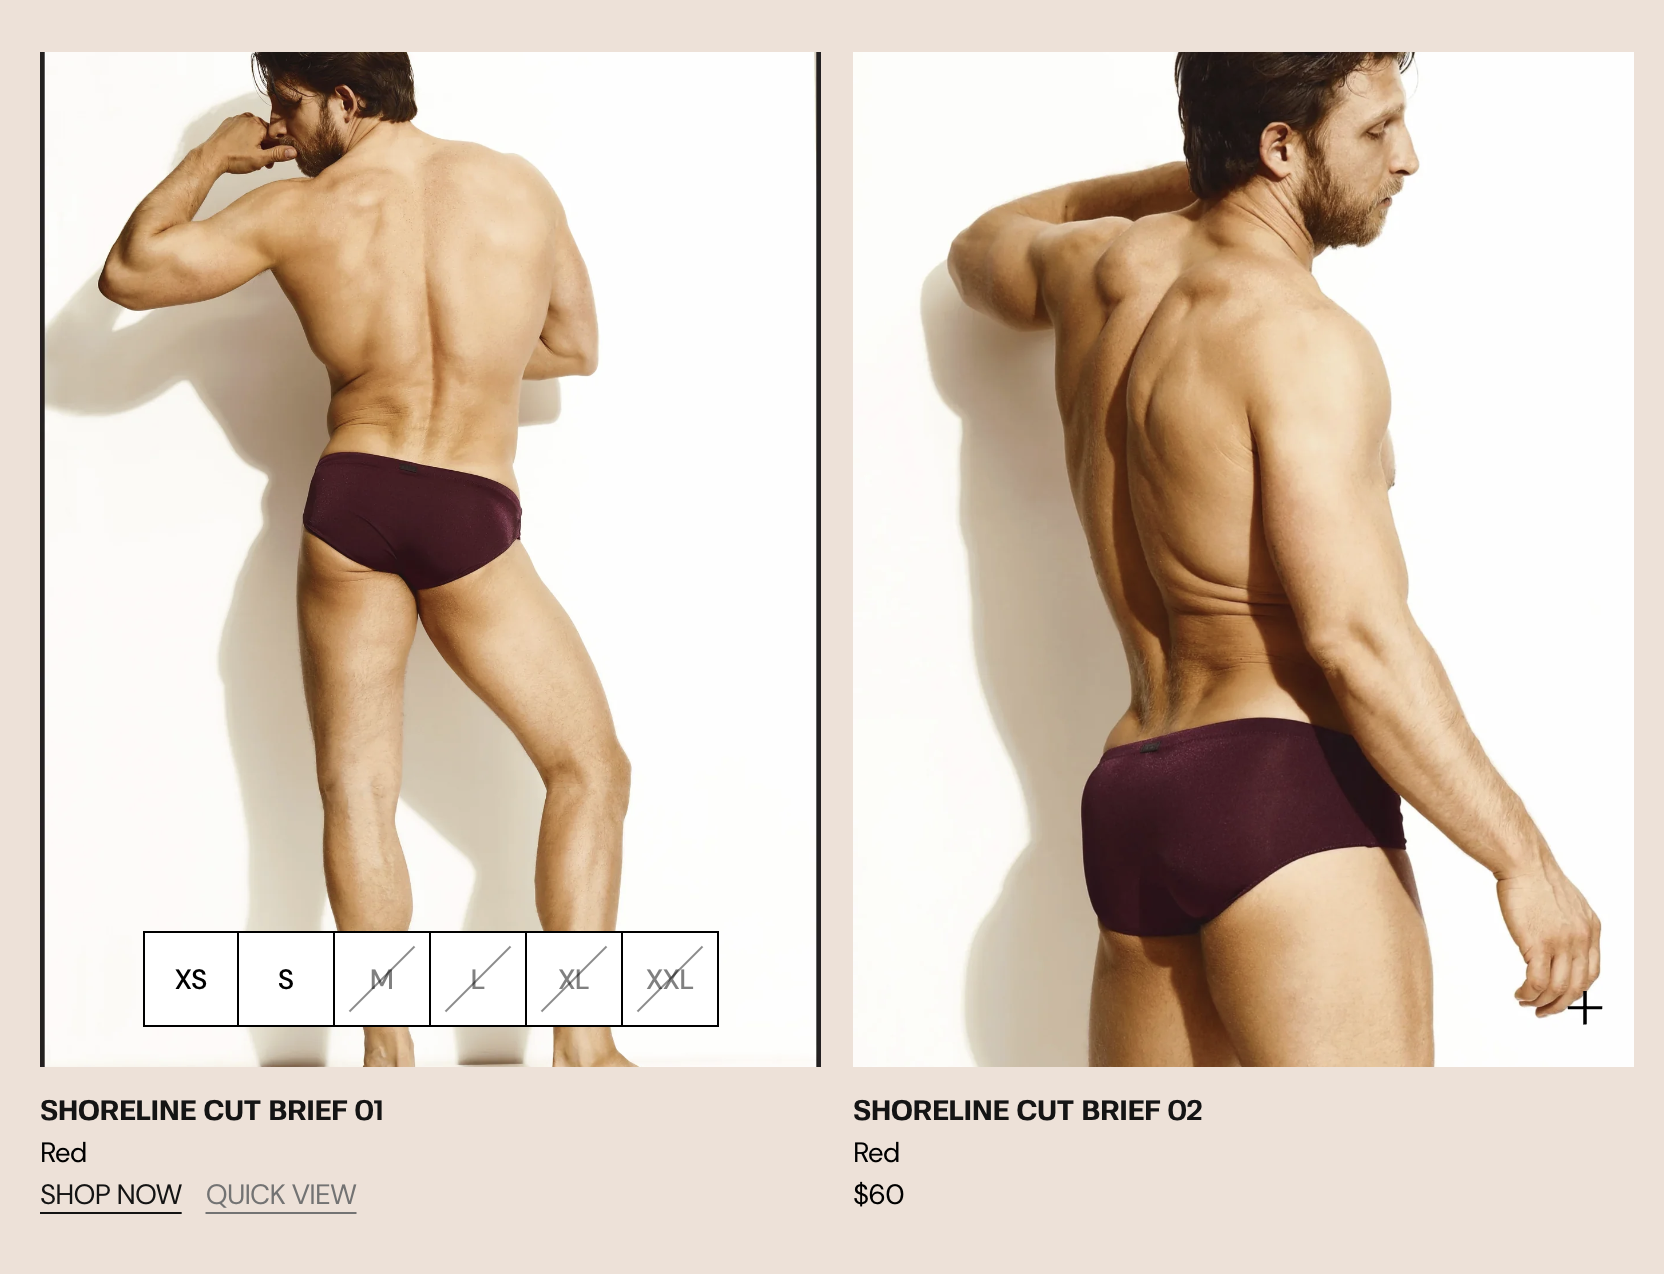 XS S M L XL XXL
SHORELINE CUT BRIEF 01
Red
SHOP NOW QUICK VIEW
SHORELINE CUT BRIEF 02
Red
$60